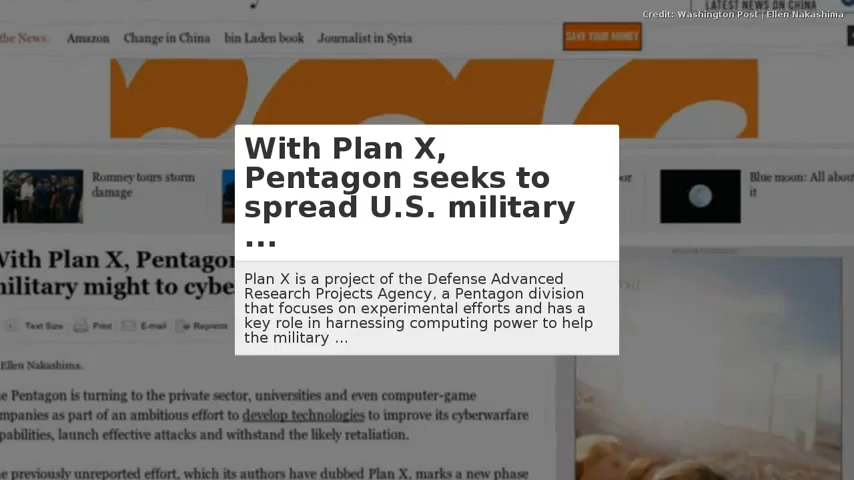 LATEST NEWS ON CHINA
Credit: Washington Post | Ellen Nakashima
the News
Amazon
Change in China
bin Laden book
Journalist in Syria
SAVE YOUR MONEY
Romney tours storm
damage
Blue moon: All about
it
With Plan X,
Pentagon seeks to
spread U.S. military
...
Plan X is a project of the Defense Advanced
Research Projects Agency, a Pentagon division
that focuses on experimental efforts and has a
key role in harnessing computing power to help
the military ...
With Plan X, Pentagon
military might to cybe
Text Size
Print
E-mail
Reprints
Ellen Nakashima.
e Pentagon is turning to the private sector, universities and even computer-game
mpanies as part of an ambitious effort to develop technologies to improve its cyberwarfare
pabilities, launch effective attacks and withstand the likely retaliation.
e previously unreported effort, which its authors have dubbed Plan X, marks a new phase